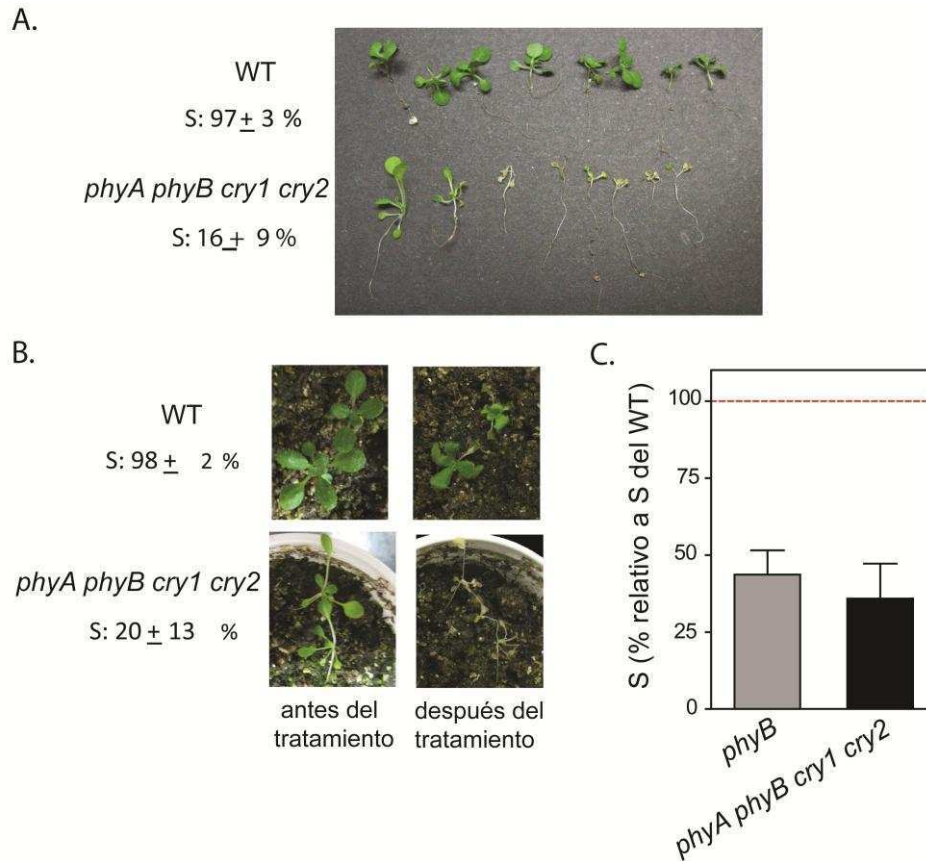 A.
WT
S: 97 ± 3 %
phyA phyB cry1 cry2
S: 16 ± 9 %
B.
WT
S: 98 ± 2 %
phyA phyB cry1 cry2
S: 20 ± 13 %
antes del
tratamiento
después del
tratamiento
C.
S (% relativo a S del WT)
100
75
50
25
0
phyB
phyA phyB cry1 cry2